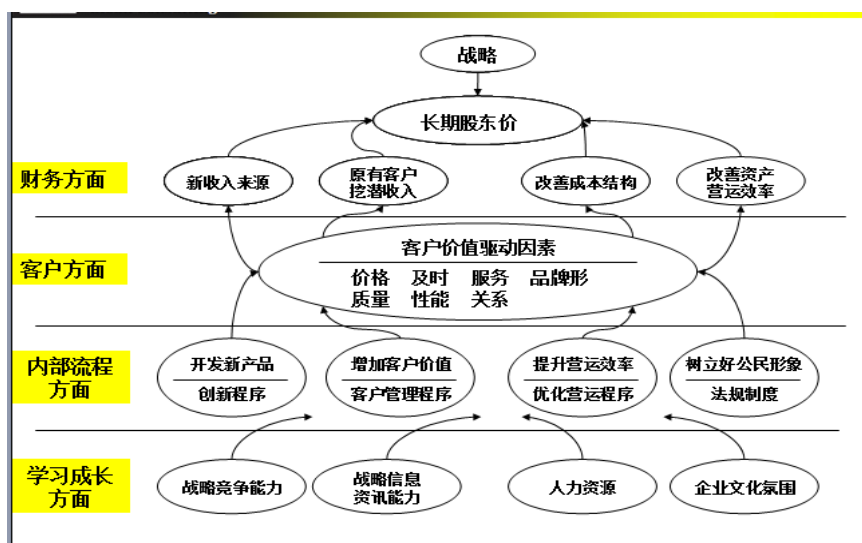 战略
长期股东价
财务方面
新收入来源
原有客户
挖潜收入
改善成本结构
改善资产
营运效率
客户方面
客户价值驱动因素
价格 及时 服务 品牌形
质量 性能 关系
内部流程
方面
开发新产品
创新程序
增加客户价值
客户管理程序
提升营运效率
优化营运程序
树立好公民形象
法规制度
学习成长
方面
战略竞争能力
战略信息
资讯能力
人力资源
企业文化氛围